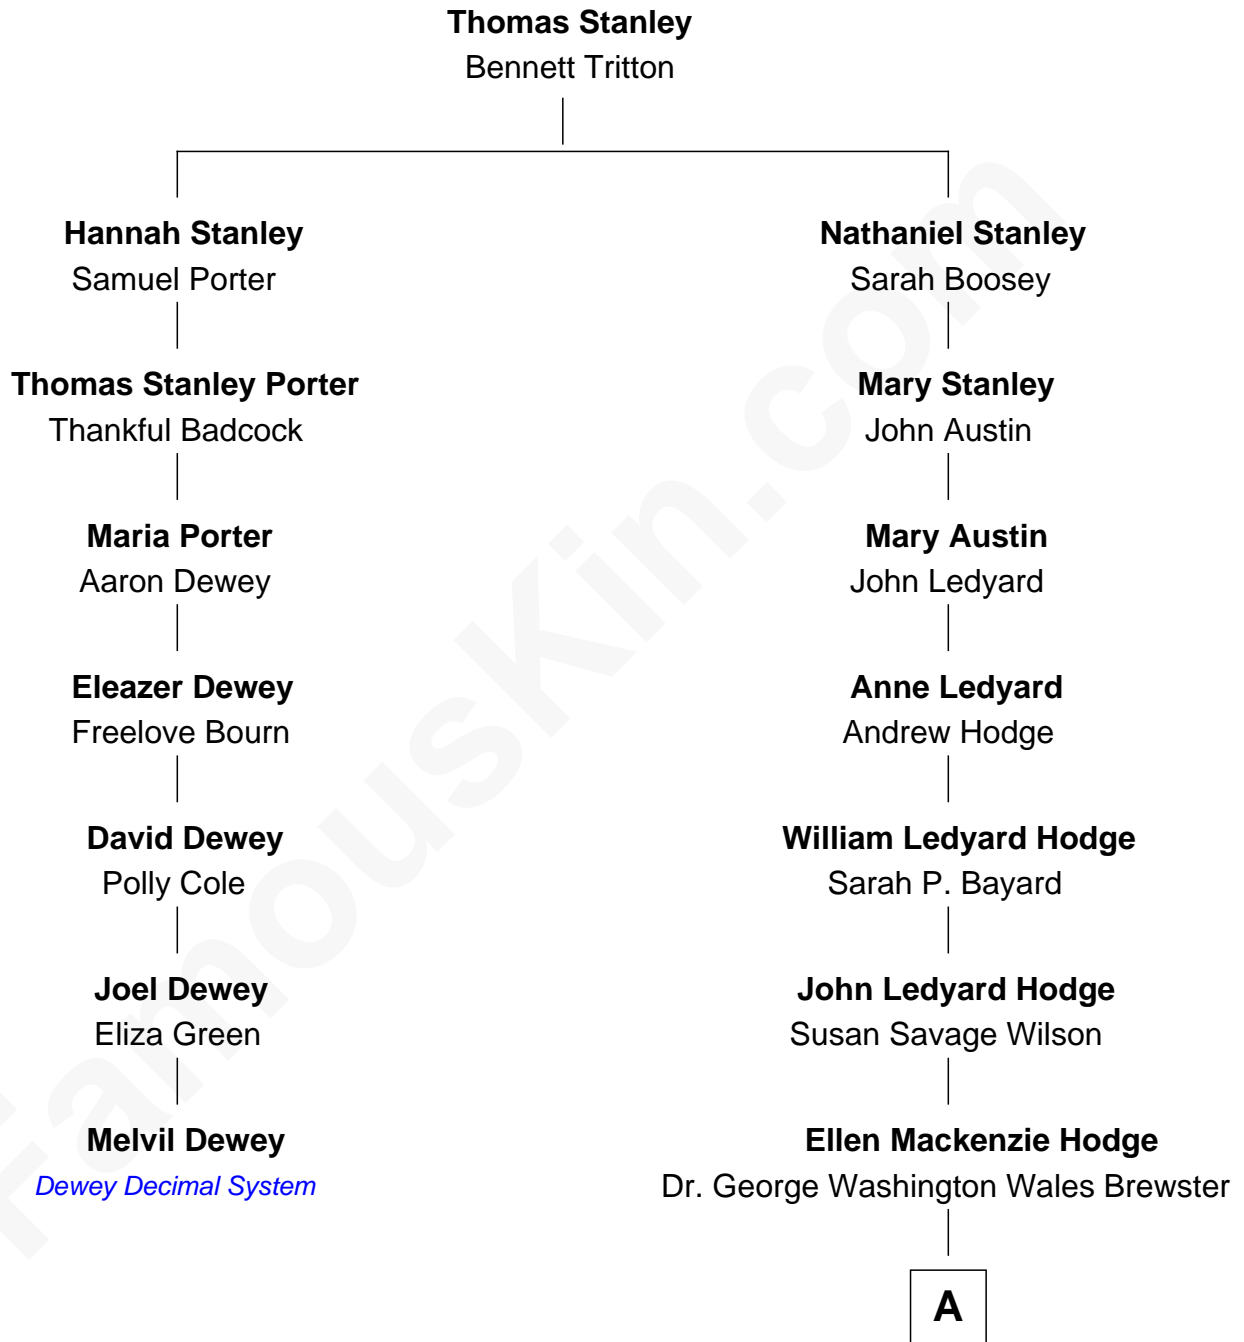 Thomas Stanley
Bennett Tritton
Hannah Stanley
Samuel Porter
Nathaniel Stanley
Sarah Boosey
Thomas Stanley Porter
Thankful Badcock
Mary Stanley
John Austin
Maria Porter
Aaron Dewey
Mary Austin
John Ledyard
Eleazer Dewey
Freelove Bourn
Anne Ledyard
Andrew Hodge
David Dewey
Polly Cole
William Ledyard Hodge
Sarah P. Bayard
Joel Dewey
Eliza Green
John Ledyard Hodge
Susan Savage Wilson
Melvil Dewey
Dewey Decimal System
Ellen Mackenzie Hodge
Dr. George Washington Wales Brewster
A
FamousKin.com